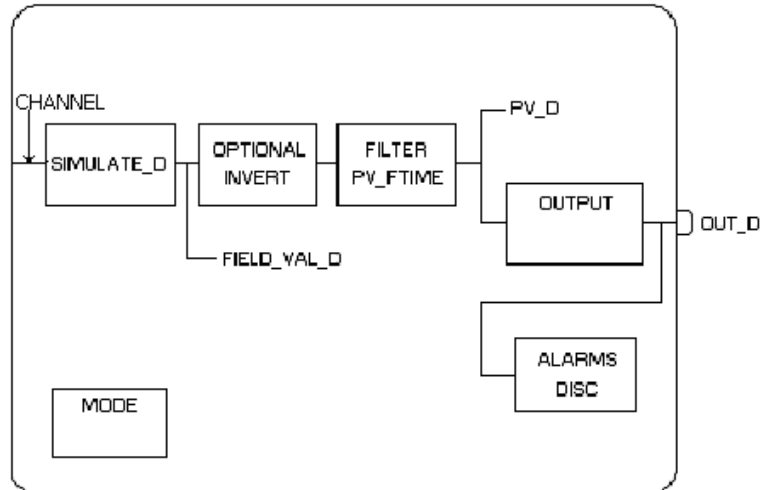 CHANNEL
SIMULATE_D
OPTIONAL
INVERT
FILTER
PV_FTIME
PV_D
OUTPUT
OUT_D
FIELD_VAL_D
ALARMS
DISC
MODE